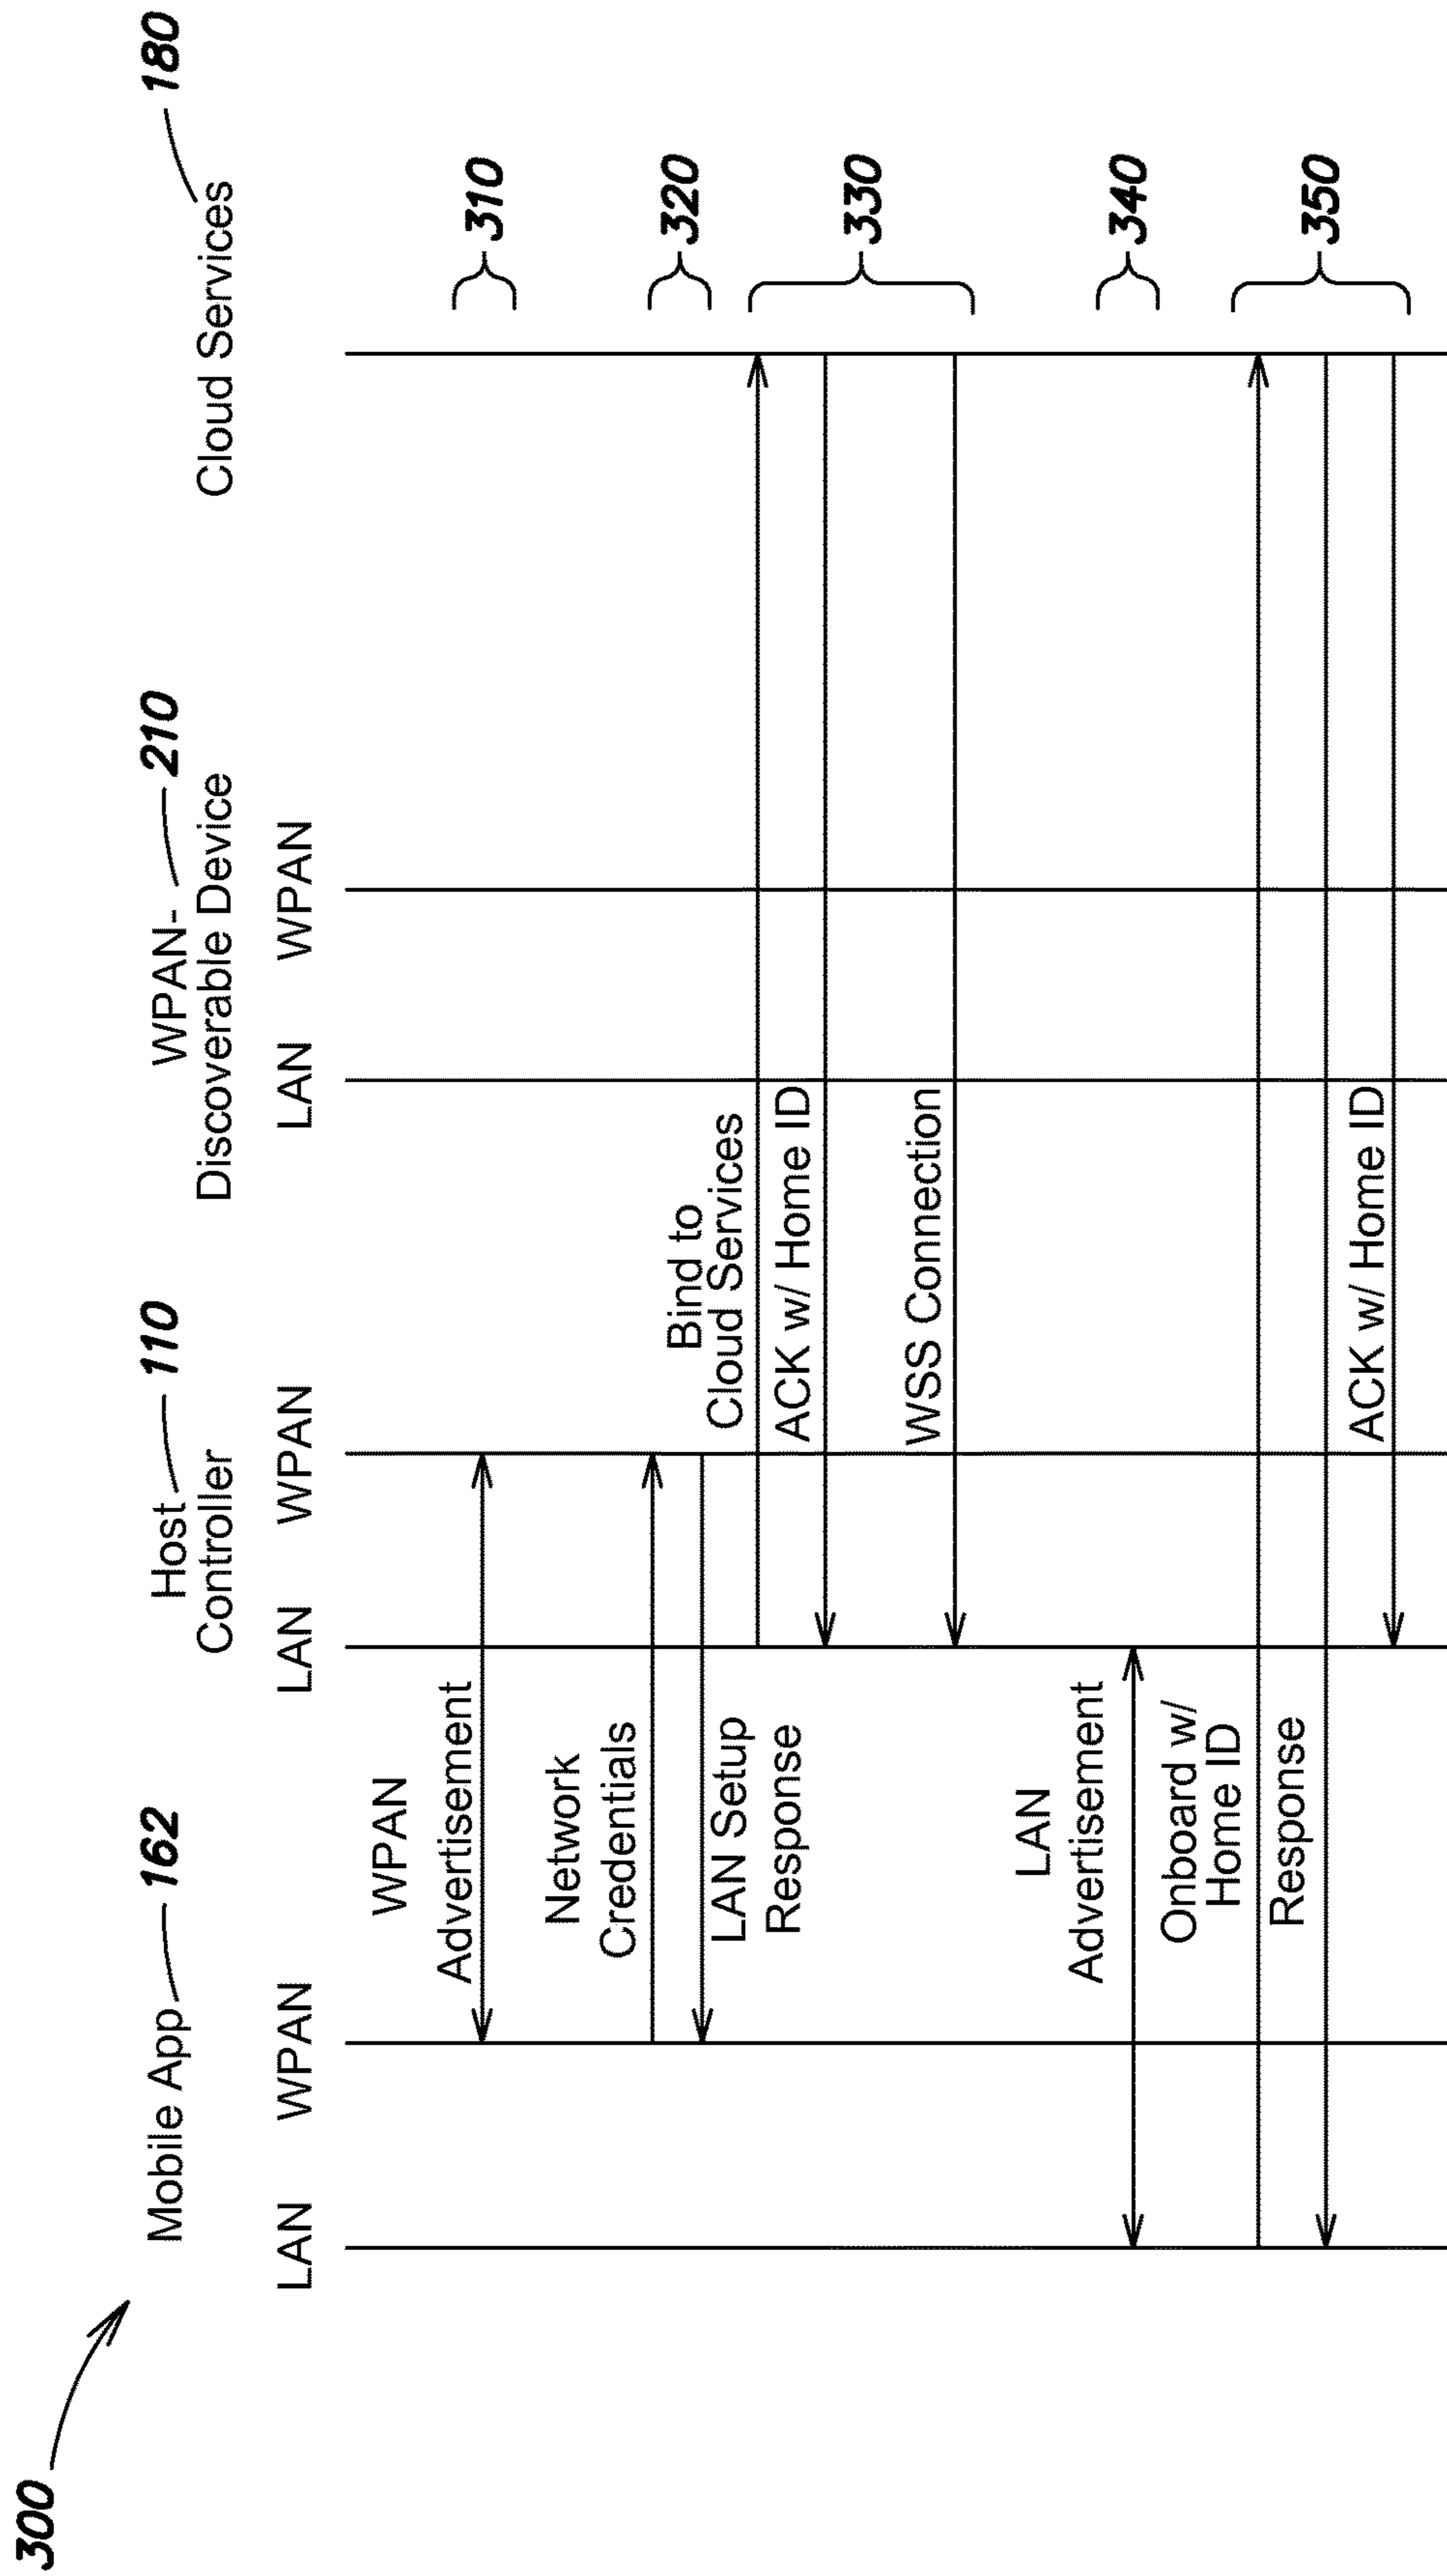 300
Mobile App 162
Host 110
Controller
WPAN- 210
Discoverable Device
Cloud Services 180
LAN WPAN LAN WPAN LAN WPAN
WPAN
Advertisement
310
Network
Credentials
320
LAN Setup
Response
Bind to
Cloud Services
330
ACK w/ Home ID
WSS Connection
LAN
Advertisement
340
Onboard w/
Home ID
350
Response
ACK w/ Home ID